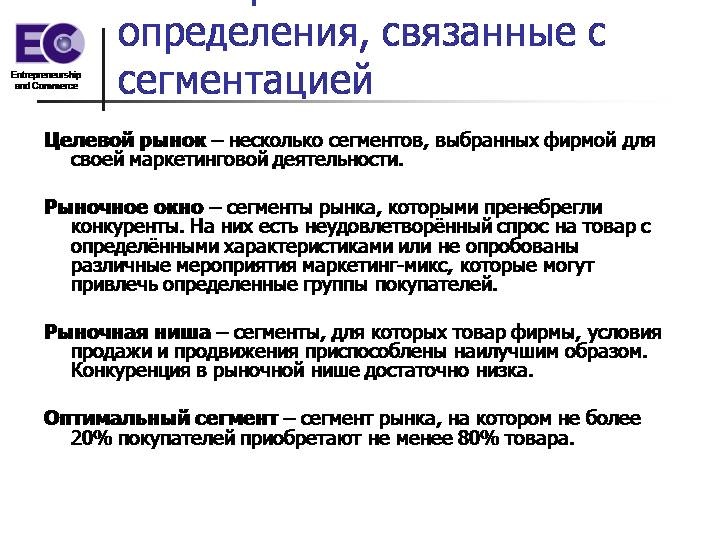 определения, связанные с
сегментацией
EC
Entrepreneurship
and Commerce
Целевой рынок – несколько сегментов, выбранных фирмой для
своей маркетинговой деятельности.
Рыночное окно – сегменты рынка, которыми пренебрегли
конкуренты. На них есть неудовлетворённый спрос на товар с
определёнными характеристиками или не опробованы
различные мероприятия маркетинг-микс, которые могут
привлечь определенные группы покупателей.
Рыночная ниша – сегменты, для которых товар фирмы, условия
продажи и продвижения приспособлены наилучшим образом.
Конкуренция в рыночной нише достаточно низка.
Оптимальный сегмент – сегмент рынка, на котором не более
20% покупателей приобретают не менее 80% товара.